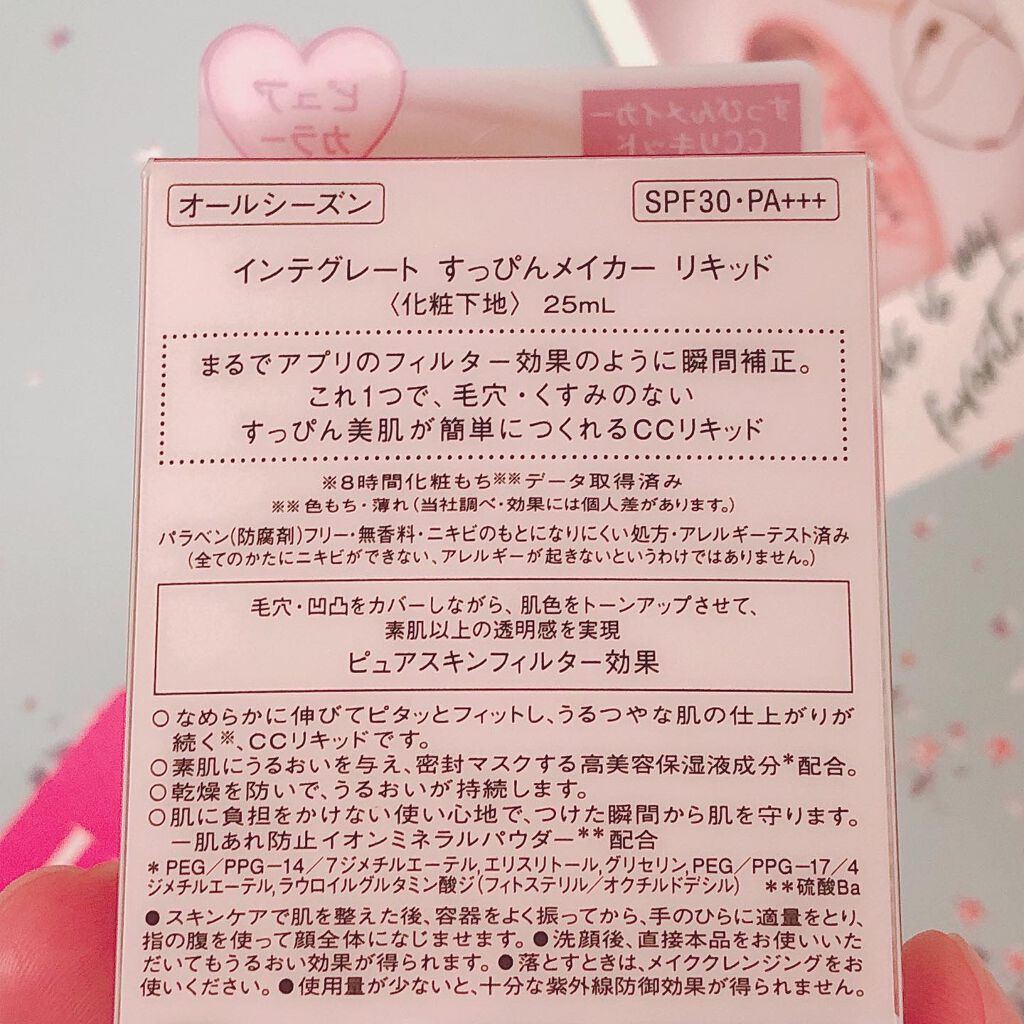 ピュア
カラー
すっぴんメイカー
CCリキッド
オールシーズン
SPF30・PA+++
インテグレート すっぴんメイカー リキッド
〈化粧下地〉 25mL
まるでアプリのフィルター効果のように瞬間補正。
これ1つで、毛穴・くすみのない
すっぴん美肌が簡単につくれるCCリキッド
※8時間化粧もち※※データ取得済み
※※色もち・薄れ(当社調べ・効果には個人差があります。)
パラベン(防腐剤)フリー・無香料・ニキビのもとになりにくい処方・アレルギーテスト済み
(全てのかたにニキビができない、アレルギーが起きないというわけではありません。)
毛穴・凹凸をカバーしながら、肌色をトーンアップさせて、
素肌以上の透明感を実現
ピュアスキンフィルター効果
○なめらかに伸びてピタッとフィットし、うるつやな肌の仕上がりが
続く※、CCリキッドです。
○素肌にうるおいを与え、密封マスクする高美容保湿液成分*配合。
○乾燥を防いで、うるおいが持続します。
○肌に負担をかけない使い心地で、つけた瞬間から肌を守ります。
ー肌あれ防止イオンミネラルパウダー**配合
*PEG/PPG-14/7ジメチルエーテル,エリスリトール,グリセリン,PEG/PPG-17/4
ジメチルエーテル,ラウロイルグルタミン酸ジ(フィトステリル/オクチルドデシル) **硫酸Ba
●スキンケアで肌を整えた後、容器をよく振ってから、手のひらに適量をとり、
指の腹を使って顔全体になじませます。●洗顔後、直接本品をお使いいた
だいてもうるおい効果が得られます。●落とすときは、メイククレンジングをお
使いください。●使用量が少ないと、十分な紫外線防御効果が得られません。